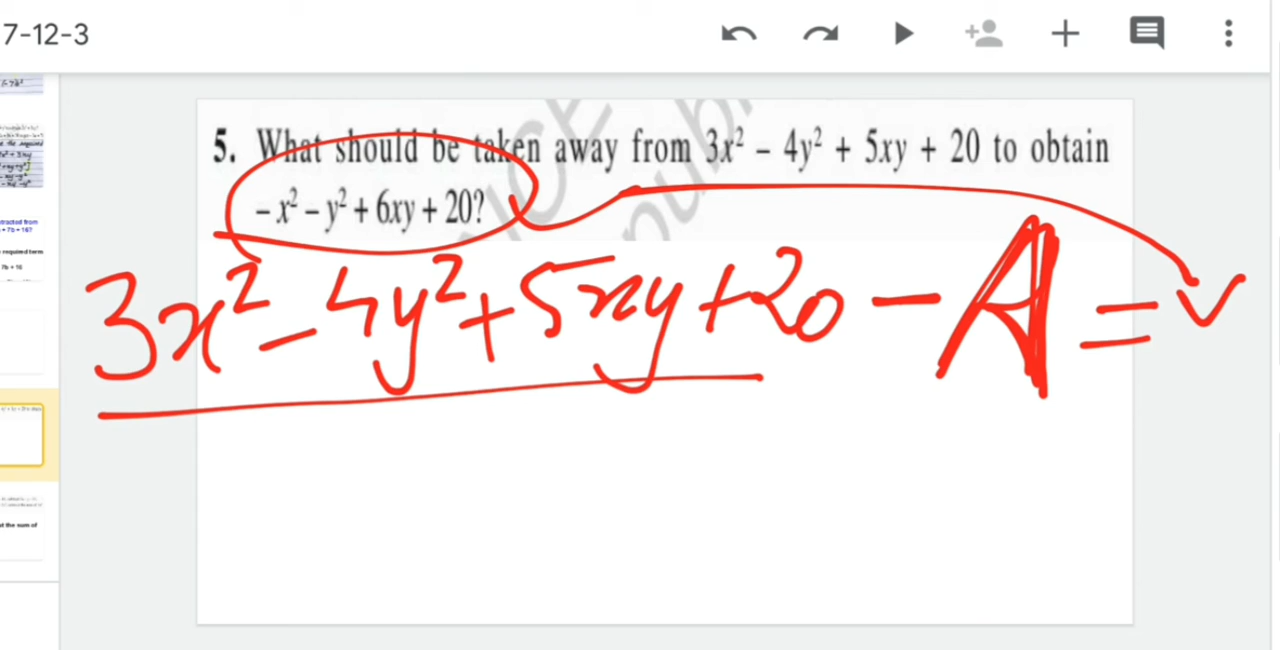 7-12-3
5. What should be taken away from 3x² – 4y² + 5xy + 20 to obtain
– x² – y² + 6xy + 20?
3x² – 4y² + 5xy + 20 – A =